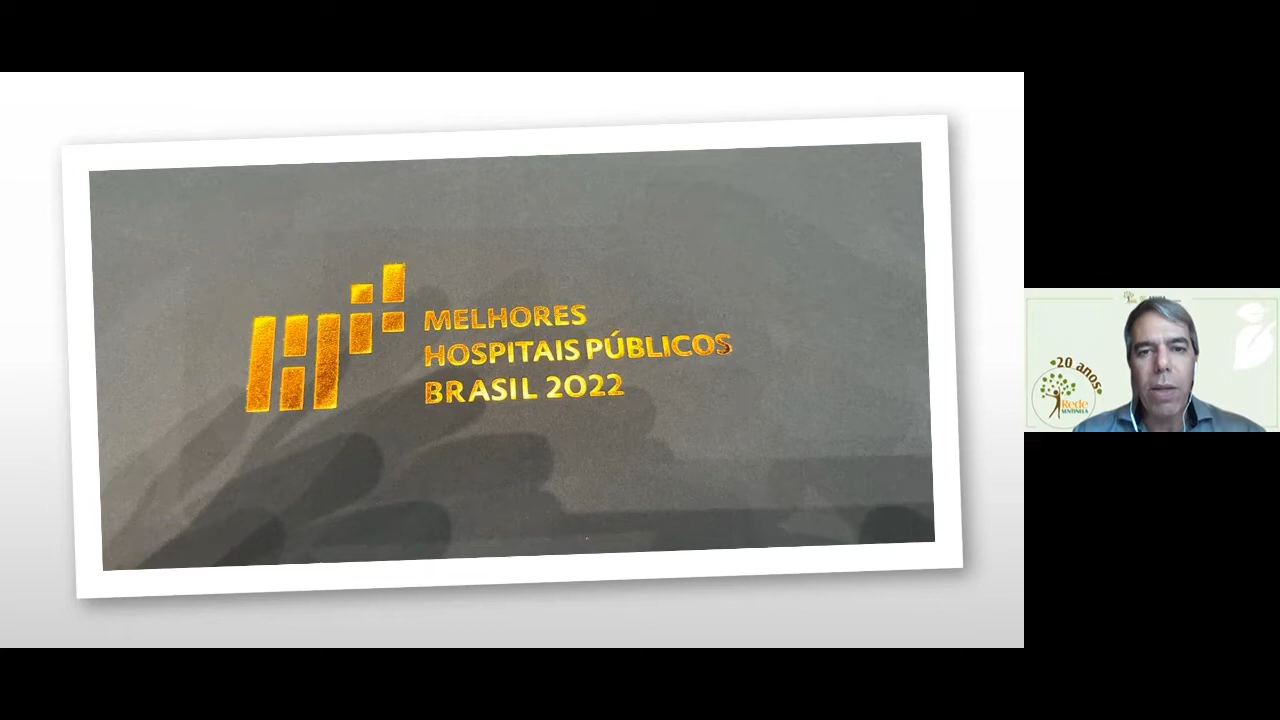 MELHORES
HOSPITAIS PÚBLICOS
BRASIL 2022
20 anos
Rede
SENTINELA